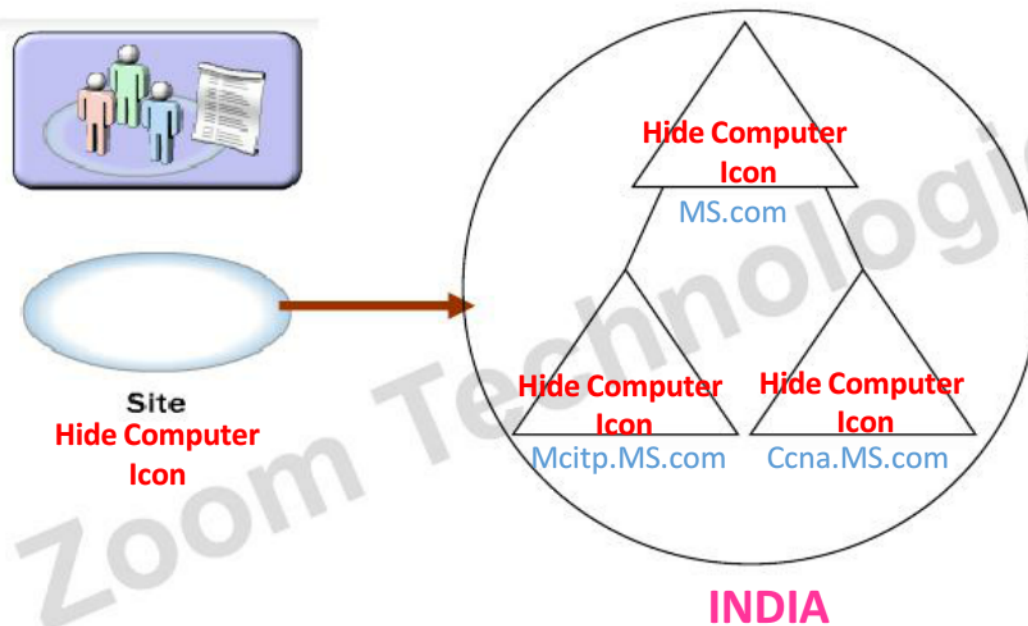 Hide Computer
Icon
MS.com
Site
Hide Computer
Icon
Hide Computer
Icon
Mcitp.MS.com
Hide Computer
Icon
Ccna.MS.com
INDIA
Zoom Technologi